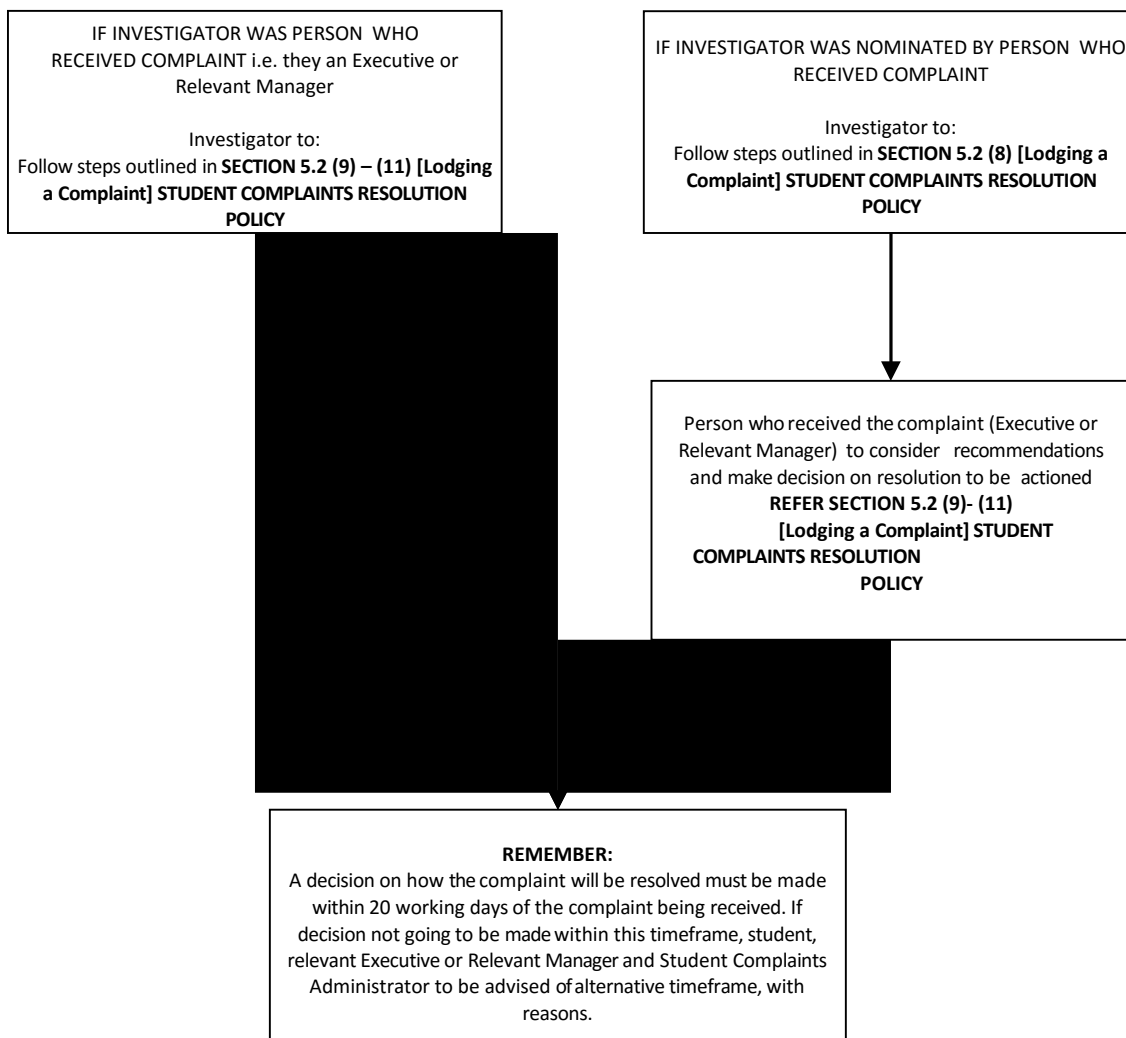 IF INVESTIGATOR WAS PERSON WHO
RECEIVED COMPLAINT i.e. they an Executive or
Relevant Manager
Investigator to:
Follow steps outlined in SECTION 5.2 (9) – (11) [Lodging
a Complaint] STUDENT COMPLAINTS RESOLUTION
POLICY
IF INVESTIGATOR WAS NOMINATED BY PERSON WHO
RECEIVED COMPLAINT
Investigator to:
Follow steps outlined in SECTION 5.2 (8) [Lodging a
Complaint] STUDENT COMPLAINTS RESOLUTION
POLICY
Person who received the complaint (Executive or
Relevant Manager) to consider recommendations
and make decision on resolution to be actioned
REFER SECTION 5.2 (9)- (11)
[Lodging a Complaint] STUDENT
COMPLAINTS RESOLUTION
POLICY
REMEMBER:
A decision on how the complaint will be resolved must be made
within 20 working days of the complaint being received. If
decision not going to be made within this timeframe, student,
relevant Executive or Relevant Manager and Student Complaints
Administrator to be advised of alternative timeframe, with
reasons.